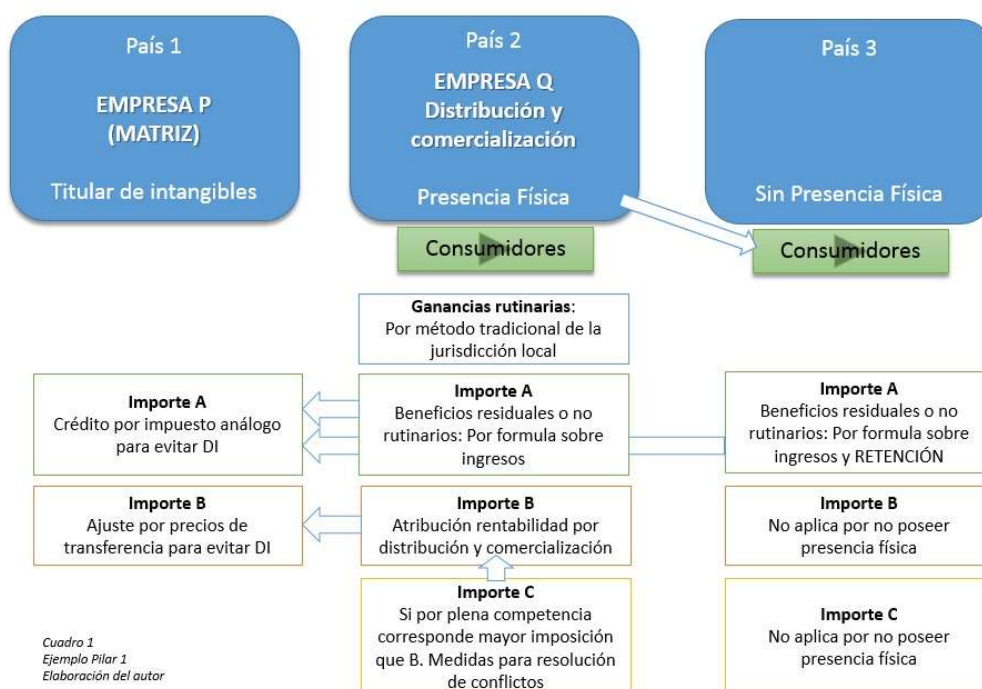 País 1
EMPRESA P
(MATRIZ)
Titular de intangibles
País 2
EMPRESA Q
Distribución y
comercialización
Presencia Física
Consumidores
País 3
Sin Presencia Física
Consumidores
Ganancias rutinarias:
Por método tradicional de la
jurisdicción local
Importe A
Crédito por impuesto análogo
para evitar DI
Importe A
Beneficios residuales o no
rutinarios: Por formula sobre
ingresos
Importe A
Beneficios residuales o no
rutinarios: Por formula sobre
ingresos y RETENCIÓN
Importe B
Ajuste por precios de
transferencia para evitar DI
Importe B
Atribución rentabilidad por
distribución y comercialización
Importe B
No aplica por no poseer
presencia física
Importe C
Si por plena competencia
corresponde mayor imposición
que B. Medidas para resolución
de conflictos
Importe C
No aplica por no poseer
presencia física
Cuadro 1
Ejemplo Pilar 1
Elaboración del autor